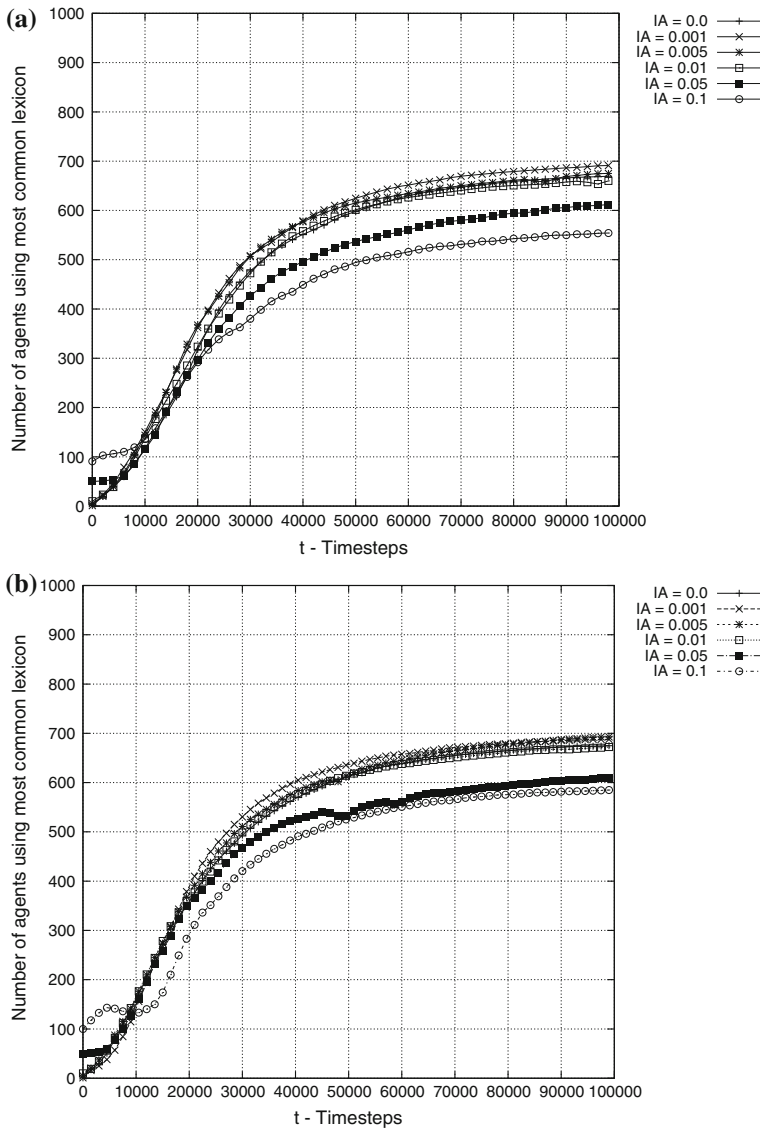 (a)
1000
900
800
700
600
500
400
300
200
100
0
Number of agents using most common lexicon
0 10000 20000 30000 40000 50000 60000 70000 80000 90000 100000
t - Timesteps
IA = 0.0
IA = 0.001
IA = 0.005
IA = 0.01
IA = 0.05
IA = 0.1
(b)
1000
900
800
700
600
500
400
300
200
100
0
Number of agents using most common lexicon
0 10000 20000 30000 40000 50000 60000 70000 80000 90000 100000
t - Timesteps
IA = 0.0
IA = 0.001
IA = 0.005
IA = 0.01
IA = 0.05
IA = 0.1